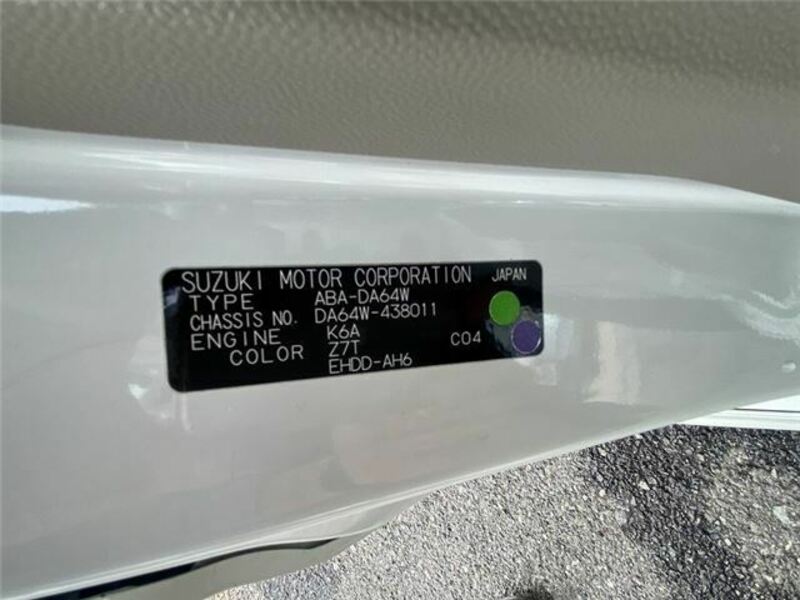 SUZUKI MOTOR CORPORATION JAPAN
TYPE ABA-DA64W
CHASSIS NO. DA64W-438011
ENGINE K6A
COLOR Z7T C04
EHDD-AH6